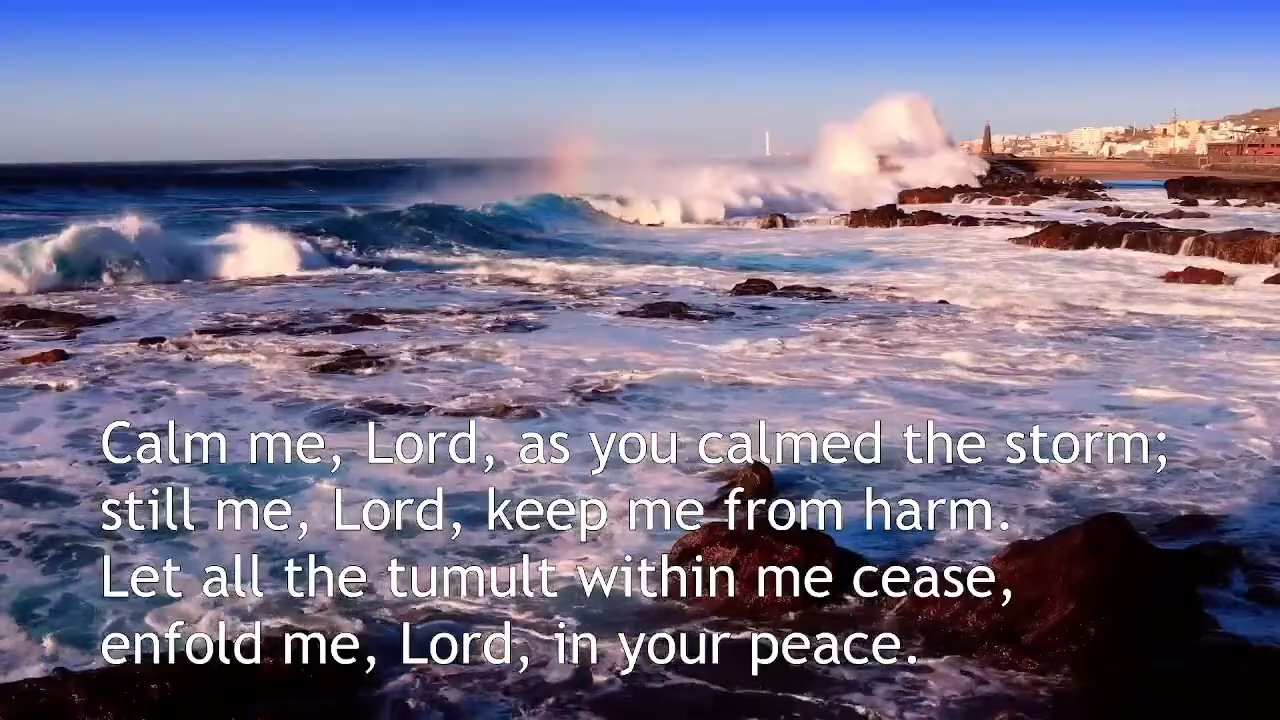 Calm me, Lord, as you calmed the storm;
still me, Lord, keep me from harm.
Let all the tumult within me cease,
enfold me, Lord, in your peace.